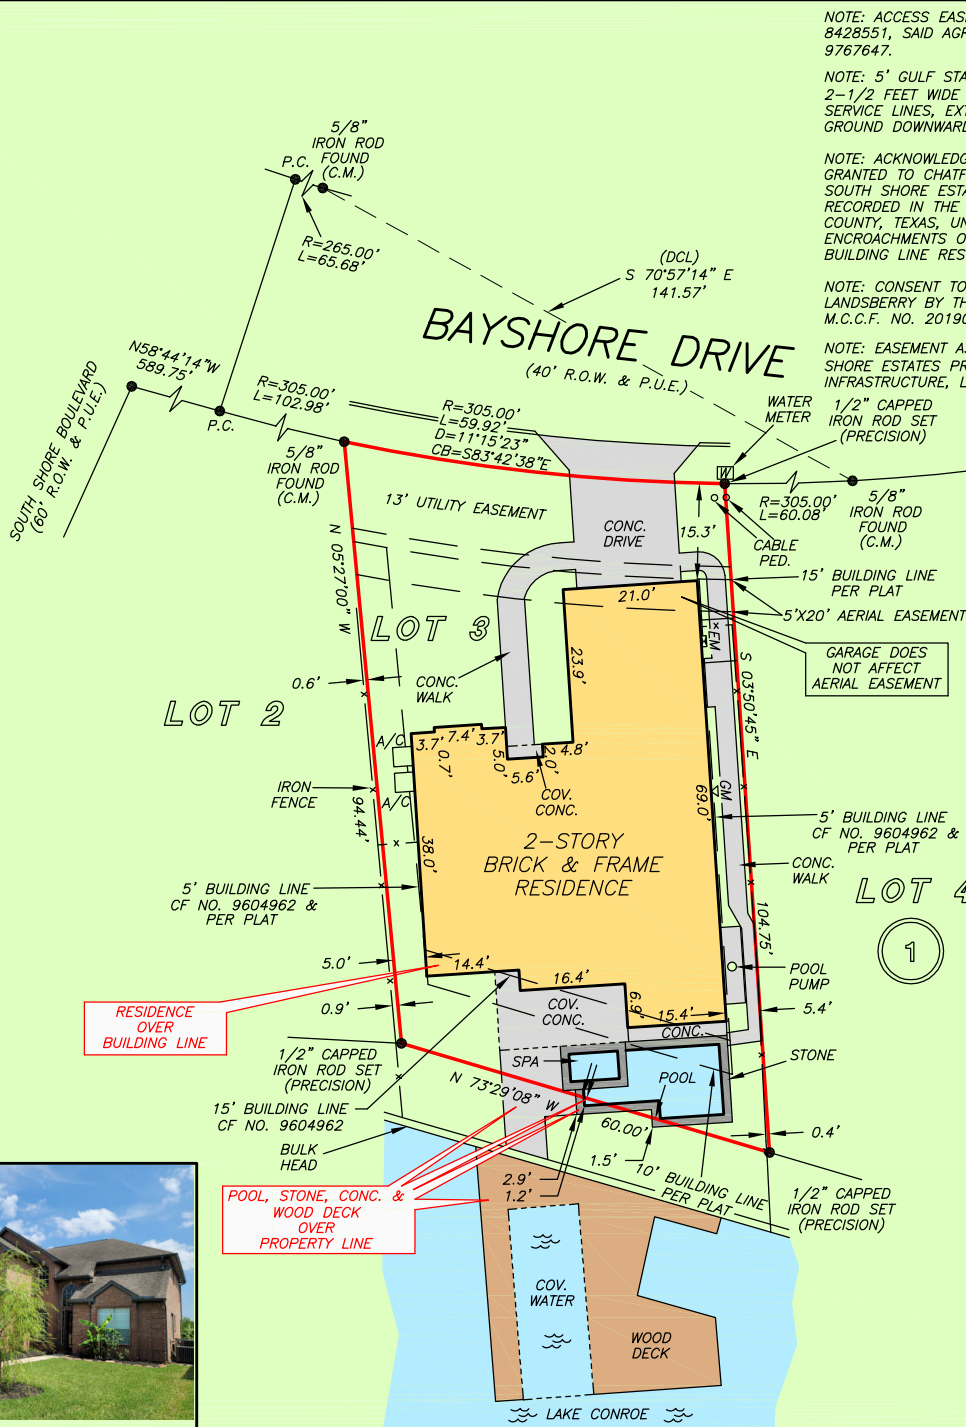 NOTE: ACCESS EAS
8428551, SAID AGR
9767647.
NOTE: 5' GULF STA
2-1/2 FEET WIDE
SERVICE LINES, EXT
GROUND DOWNWARD
NOTE: ACKNOWLEDG
GRANTED TO CHATF
SOUTH SHORE ESTA
RECORDED IN THE
COUNTY, TEXAS, UN
ENCROACHMENTS O
BUILDING LINE RES
NOTE: CONSENT TO
LANDSBERRY BY TH
M.C.C.F. NO. 20190
NOTE: EASEMENT A
SHORE ESTATES PR
INFRASTRUCTURE, L
5/8"
IRON ROD
FOUND
(C.M.)
P.C.
R=265.00'
L=65.68'
(DCL)
S 70°57'14" E
141.57'
BAYSHORE DRIVE
(40' R.O.W. & P.U.E.)
SOUTH SHORE BOULEVARD
(60' R.O.W. & P.U.E.)
N58°44'14"W
589.75'
P.C.
R=305.00'
L=102.98'
R=305.00'
L=59.92'
D=11°15'23"
CB=S83°42'38"E
5/8"
IRON ROD
FOUND
(C.M.)
WATER
METER
W
1/2" CAPPED
IRON ROD SET
(PRECISION)
R=305.00'
L=60.08'
5/8"
IRON ROD
FOUND
(C.M.)
CABLE
PED.
13' UTILITY EASEMENT
CONC.
DRIVE
15.3'
15' BUILDING LINE
PER PLAT
5'X20' AERIAL EASEMENT
GARAGE DOES
NOT AFFECT
AERIAL EASEMENT
N 05°27'00" W
94.44'
LOT 3
LOT 2
21.0'
23.9'
EM
S 03°50'45" E
104.75'
0.6'
CONC.
WALK
A/C
A/C
3.7'
7.4'
3.7'
0.7'
5.0'
5.6'
2.0'
4.8'
COV.
CONC.
IRON
FENCE
69.0'
GM
5' BUILDING LINE
CF NO. 9604962 &
PER PLAT
2-STORY
BRICK & FRAME
RESIDENCE
38.0'
CONC.
WALK
LOT 4
1
5' BUILDING LINE
CF NO. 9604962 &
PER PLAT
5.0'
14.4'
16.4'
6.9'
15.4'
POOL
PUMP
5.4'
0.9'
RESIDENCE
OVER
BUILDING LINE
COV.
CONC.
CONC.
STONE
SPA
POOL
1/2" CAPPED
IRON ROD SET
(PRECISION)
N 73°29'08" W
60.00'
15' BUILDING LINE
CF NO. 9604962
BULK
HEAD
0.4'
1.5'
10' BUILDING LINE
PER PLAT
2.9'
1.2'
1/2" CAPPED
IRON ROD SET
(PRECISION)
POOL, STONE, CONC. &
WOOD DECK
OVER
PROPERTY LINE
COV.
WATER
WOOD
DECK
LAKE CONROE